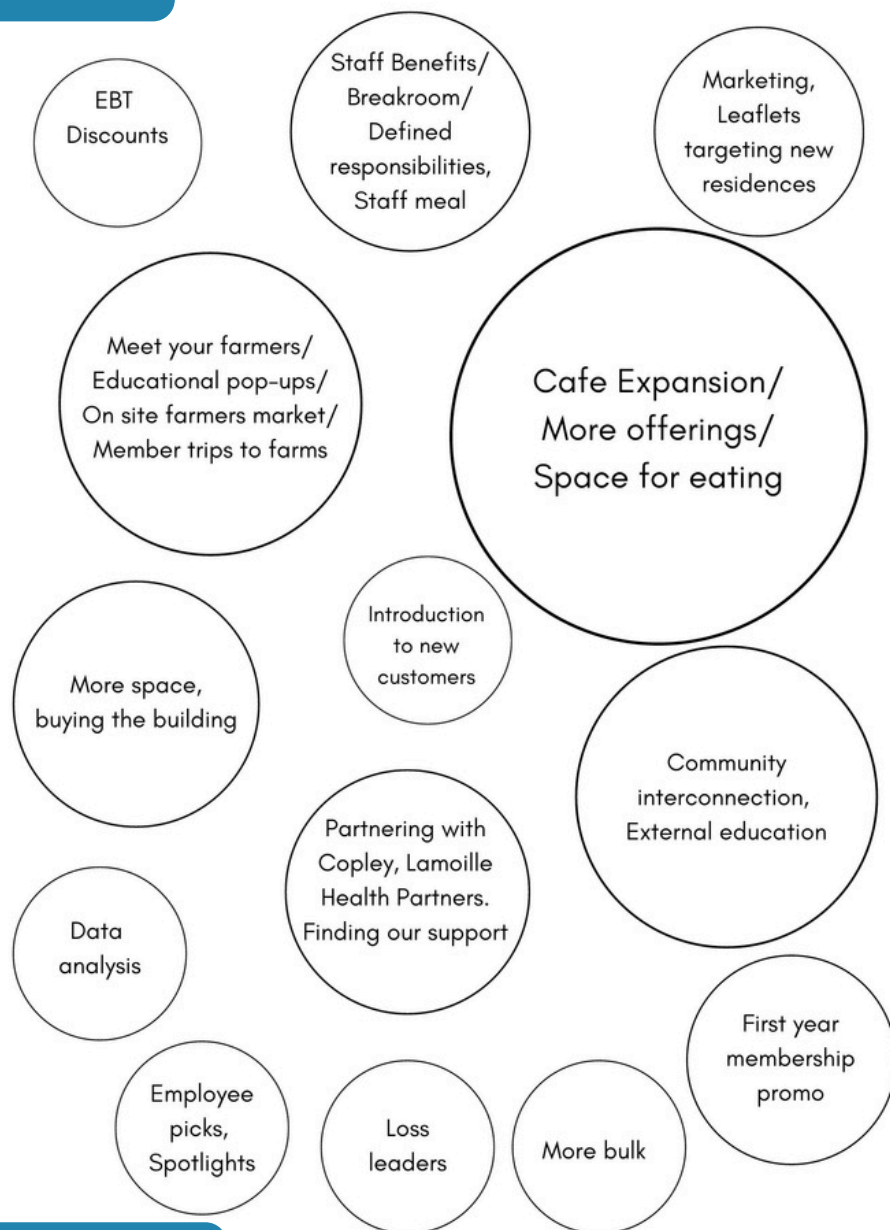 EBT
Discounts
Staff Benefits/
Breakroom/
Defined
responsibilities,
Staff meal
Marketing,
Leaflets
targeting new
residences
Meet your farmers/
Educational pop-ups/
On site farmers market/
Member trips to farms
Cafe Expansion/
More offerings/
Space for eating
Introduction
to new
customers
More space,
buying the building
Community
interconnection,
External education
Partnering with
Copley, Lamoille
Health Partners.
Finding our support
Data
analysis
First year
membership
promo
Employee
picks,
Spotlights
Loss
leaders
More bulk